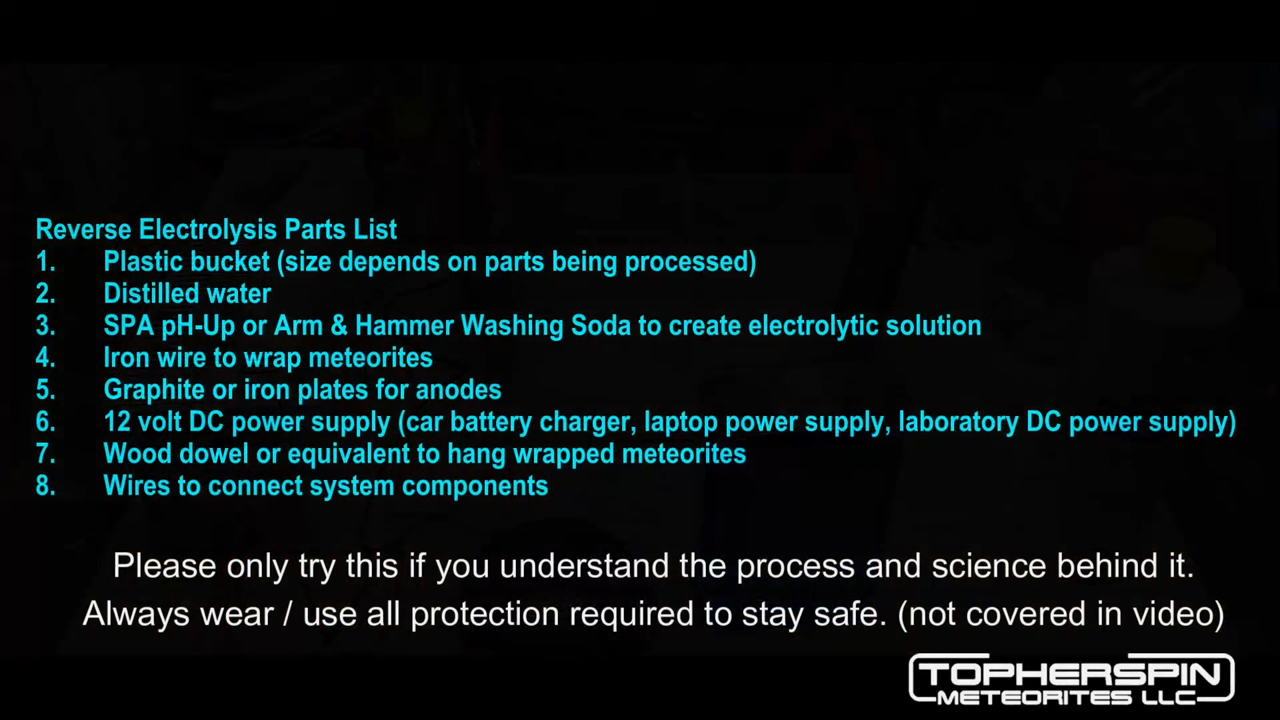 Reverse Electrolysis Parts List
1. Plastic bucket (size depends on parts being processed)
2. Distilled water
3. SPA pH-Up or Arm & Hammer Washing Soda to create electrolytic solution
4. Iron wire to wrap meteorites
5. Graphite or iron plates for anodes
6. 12 volt DC power supply (car battery charger, laptop power supply, laboratory DC power supply)
7. Wood dowel or equivalent to hang wrapped meteorites
8. Wires to connect system components
Please only try this if you understand the process and science behind it.
Always wear / use all protection required to stay safe. (not covered in video)
TOPHERSPIN
METEORITES LLC